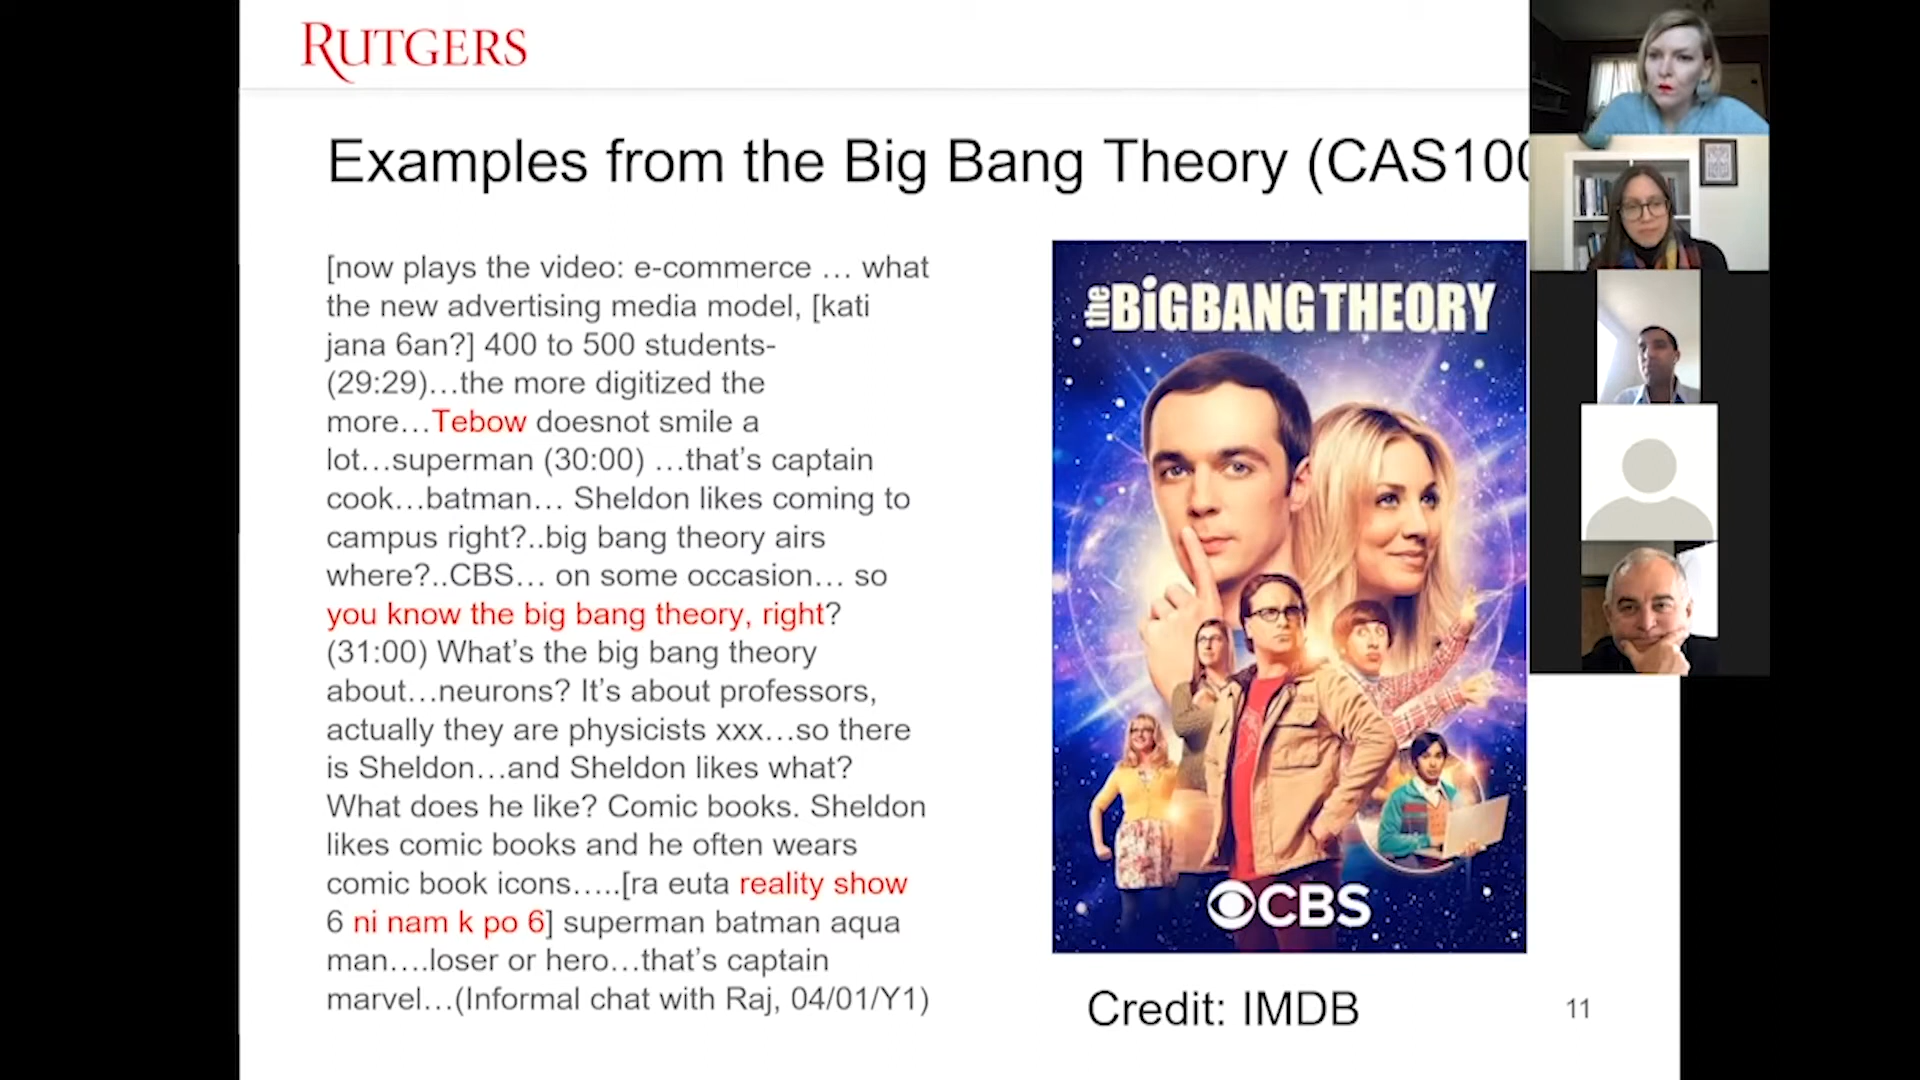 RUTGERS
Examples from the Big Bang Theory (CAS100
[now plays the video: e-commerce … what
the new advertising media model, [kati
jana 6an?] 400 to 500 students-
(29:29)…the more digitized the
more…Tebow doesnot smile a
lot…superman (30:00) …that’s captain
cook…batman… Sheldon likes coming to
campus right?..big bang theory airs
where?..CBS… on some occasion… so
you know the big bang theory, right?
(31:00) What’s the big bang theory
about…neurons? It’s about professors,
actually they are physicists xxx…so there
is Sheldon…and Sheldon likes what?
What does he like? Comic books. Sheldon
likes comic books and he often wears
comic book icons…..[ra euta reality show
6 ni nam k po 6] superman batman aqua
man….loser or hero…that’s captain
marvel…(Informal chat with Raj, 04/01/Y1)
the BiG BANG THEORY
CBS
Credit: IMDB
11